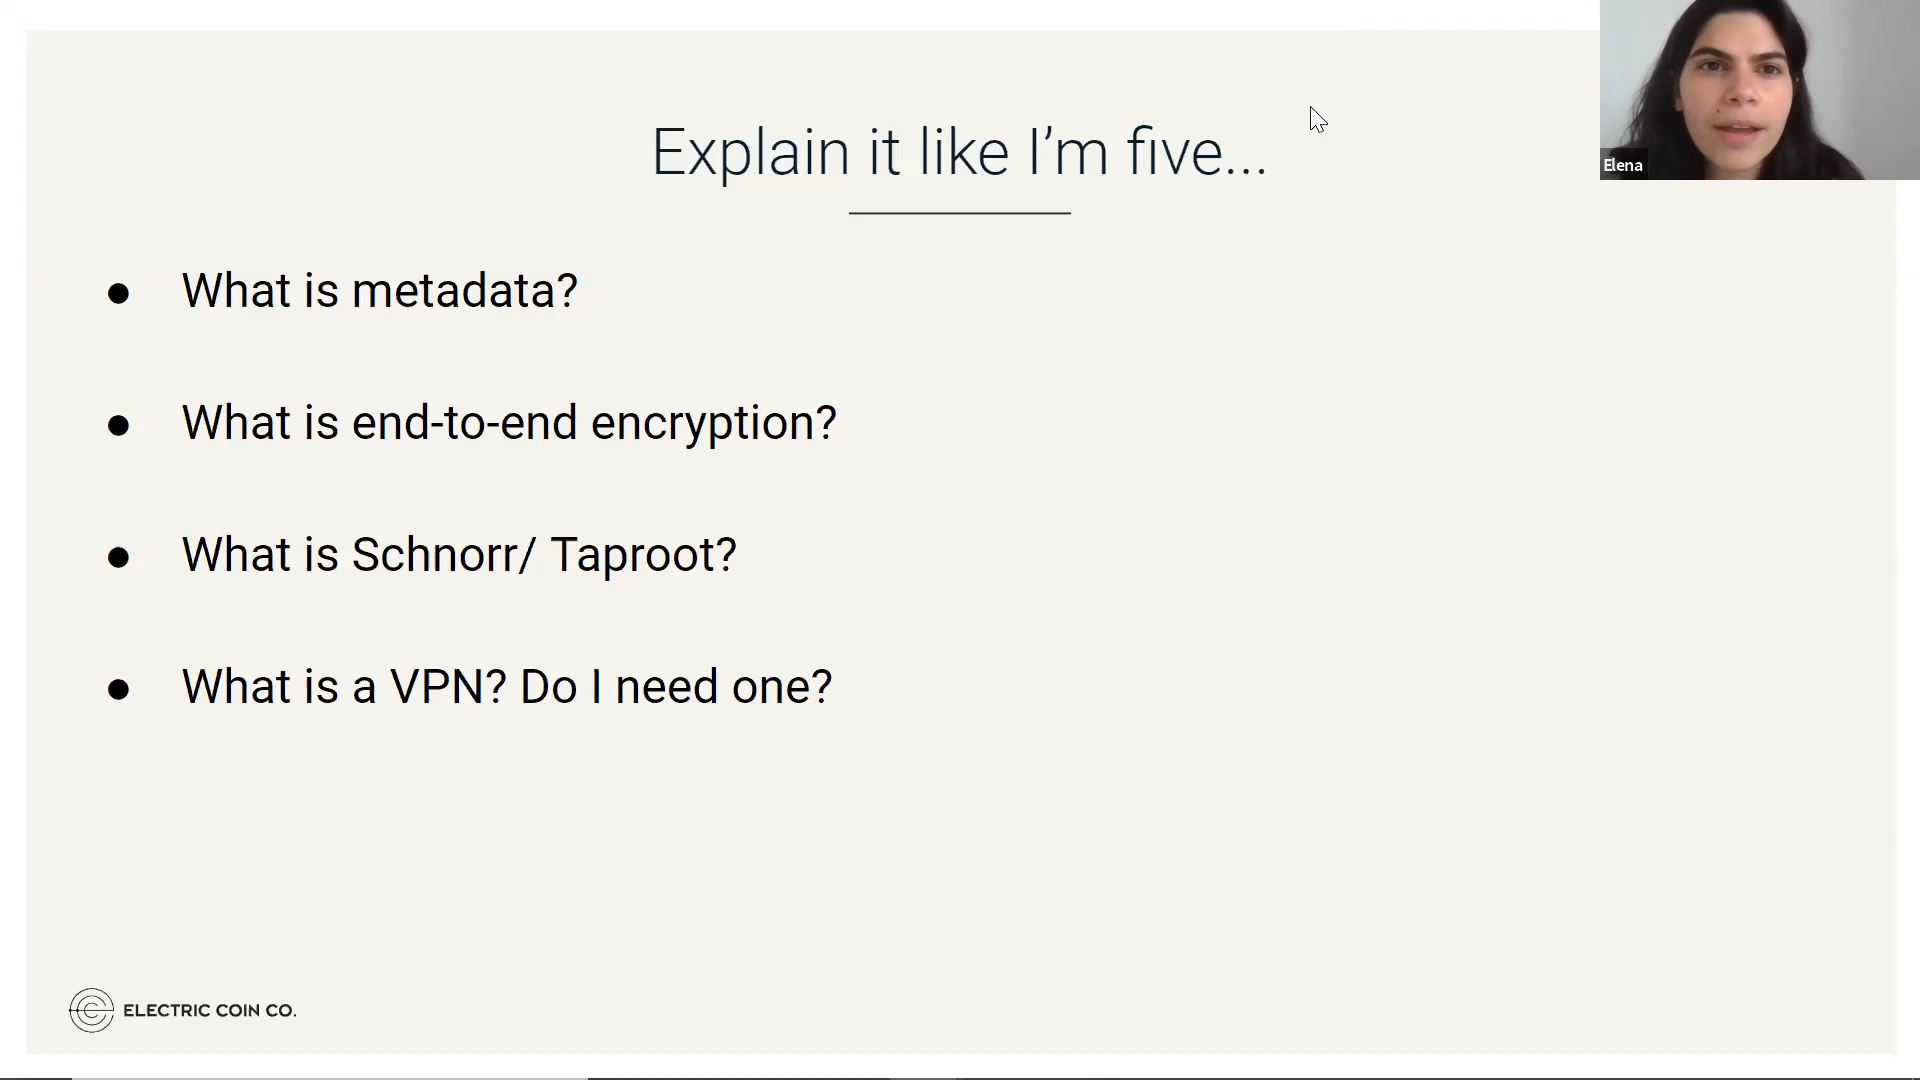 Explain it like I’m five...
Elena
● What is metadata?
● What is end-to-end encryption?
● What is Schnorr/ Taproot?
● What is a VPN? Do I need one?
ELECTRIC COIN CO.